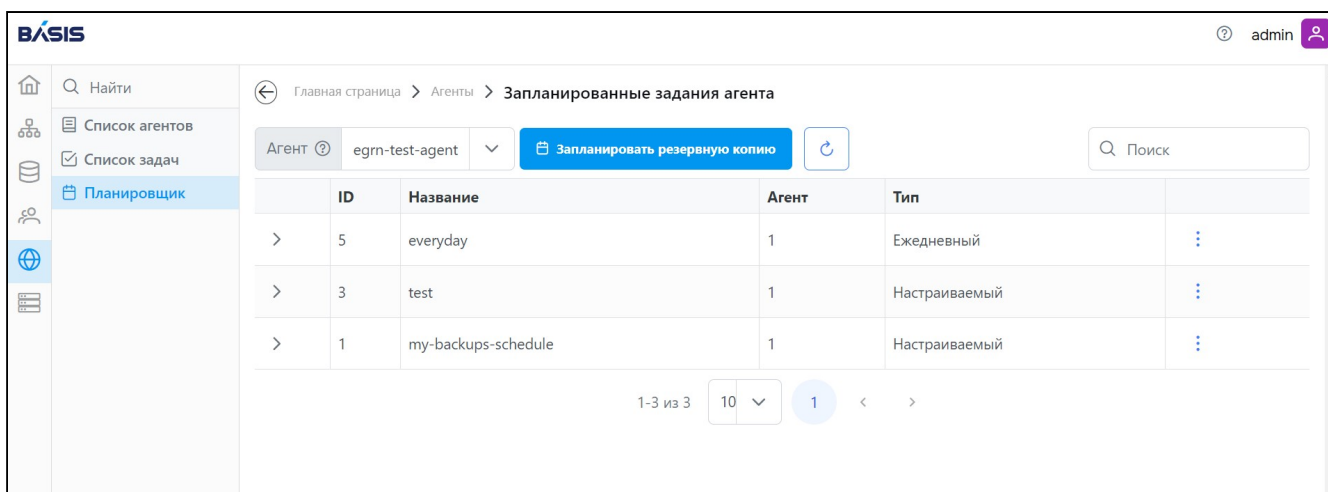 BASIS
admin
Найти
Главная страница > Агенты > Запланированные задания агента
Список агентов
Агент egrn-test-agent Запланировать резервную копию Поиск
Список задач
Планировщик
ID Название Агент Тип
5 everyday 1 Ежедневный
3 test 1 Настраиваемый
1 my-backups-schedule 1 Настраиваемый
1-3 из 3 10 1 < >